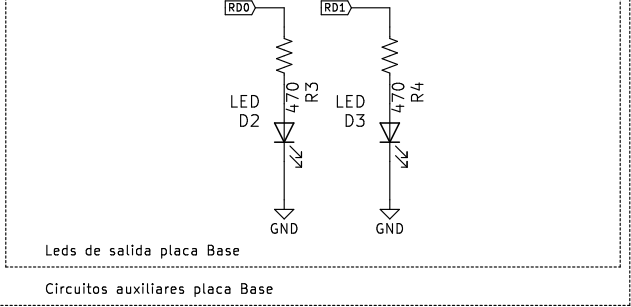 RD0
RD1
470
R3
470
R4
LED
D2
LED
D3
GND
GND
Leds de salida placa Base
Circuitos auxiliares placa Base